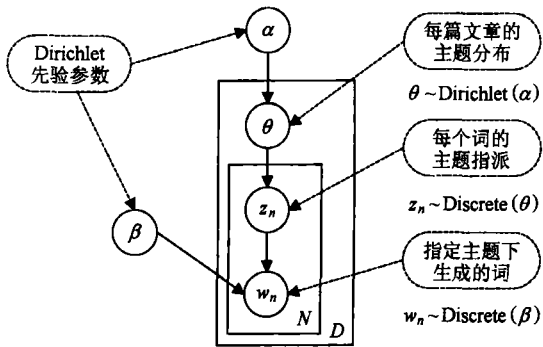 Dirichlet
先验参数
α
每篇文章的
主题分布
θ~Dirichlet(α)
θ
每个词的
主题指派
zₙ
zₙ~Discrete(θ)
β
指定主题下
生成的词
wₙ
wₙ~Discrete(β)
N
D